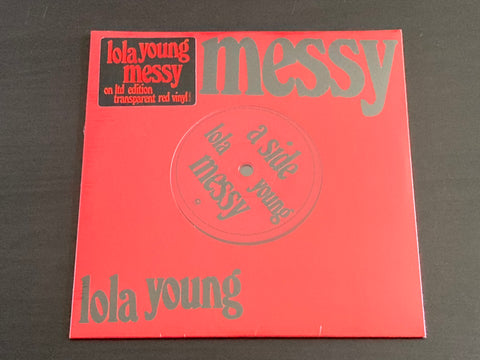 lola young
messy
on ltd edition
transparent red vinyl!
messy
a side
lola young
messy
lola young